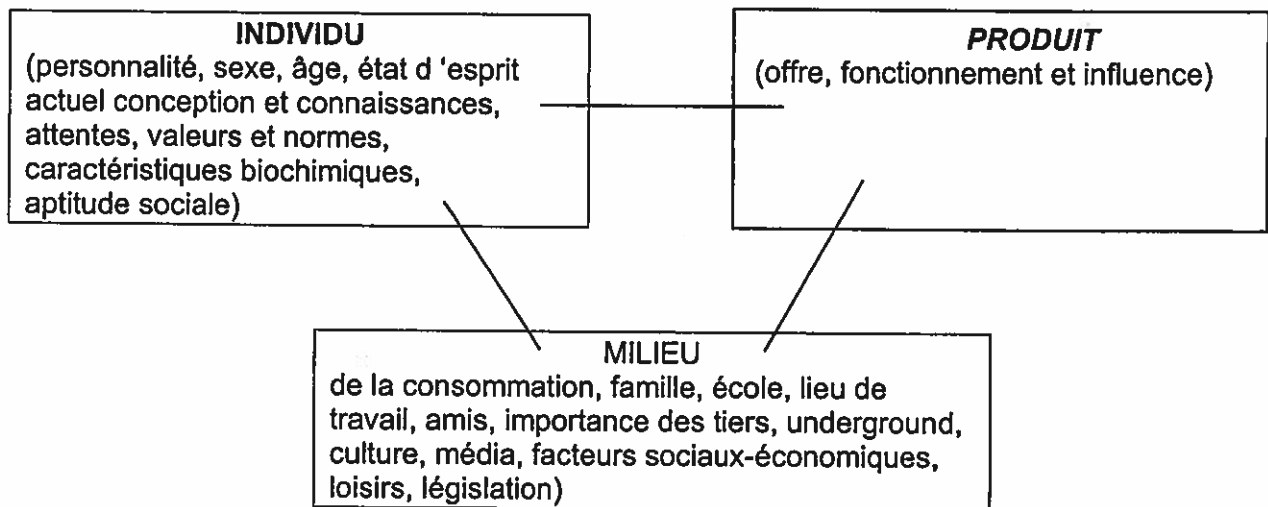 INDIVIDU
(personnalité, sexe, âge, état d 'esprit
actuel conception et connaissances,
attentes, valeurs et normes,
caractéristiques biochimiques,
aptitude sociale)
PRODUIT
(offre, fonctionnement et influence)
MILIEU
de la consommation, famille, école, lieu de
travail, amis, importance des tiers, underground,
culture, média, facteurs sociaux-économiques,
loisirs, législation)